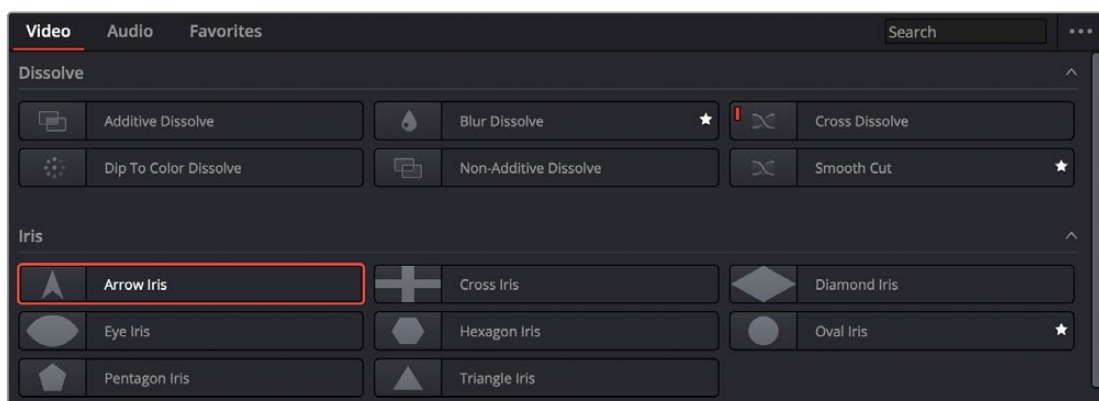 Video Audio Favorites Search
Dissolve
Additive Dissolve Blur Dissolve Cross Dissolve
Dip To Color Dissolve Non-Additive Dissolve Smooth Cut
Iris
Arrow Iris Cross Iris Diamond Iris
Eye Iris Hexagon Iris Oval Iris
Pentagon Iris Triangle Iris